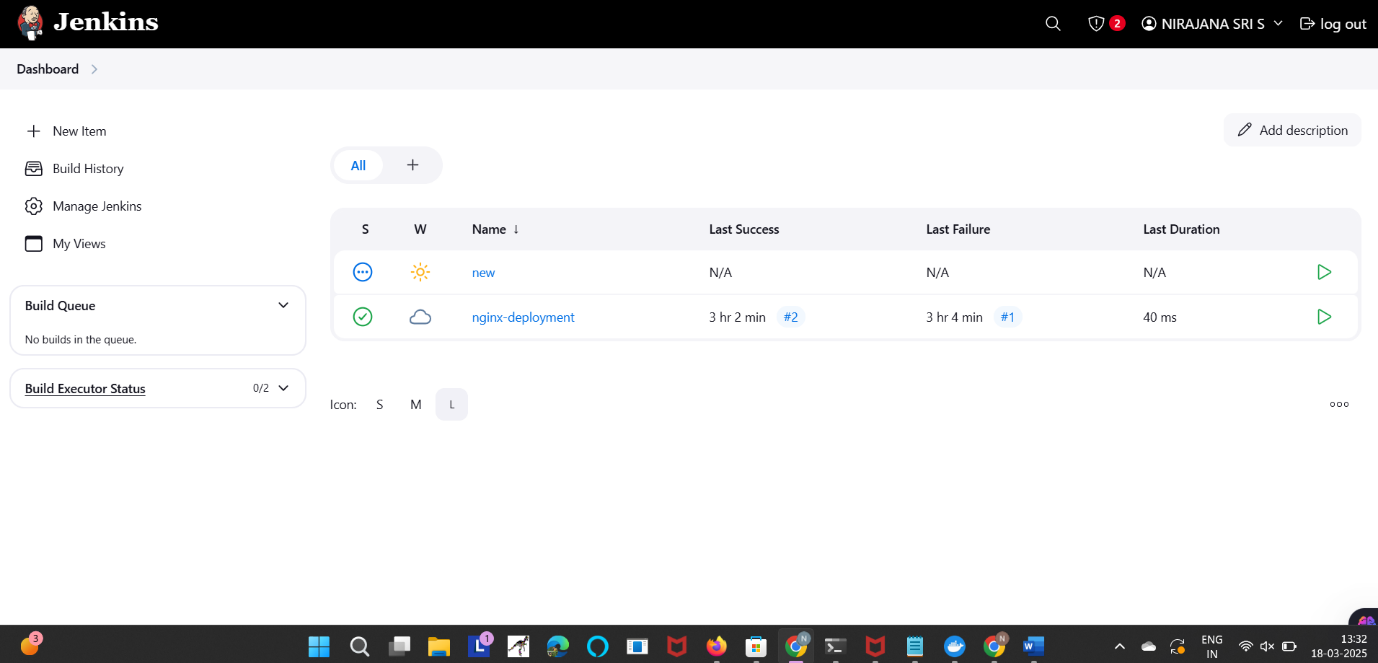 Jenkins
2
NIRAJANA SRI S
log out
Dashboard
New Item
Build History
Manage Jenkins
My Views
Build Queue
No builds in the queue.
Build Executor Status 0/2
Add description
All
S W Name ↓ Last Success Last Failure Last Duration
new N/A N/A N/A
nginx-deployment 3 hr 2 min #2 3 hr 4 min #1 40 ms
Icon: S M L
3
L 1
N
N
W
ENG
IN
13:32
18-03-2025